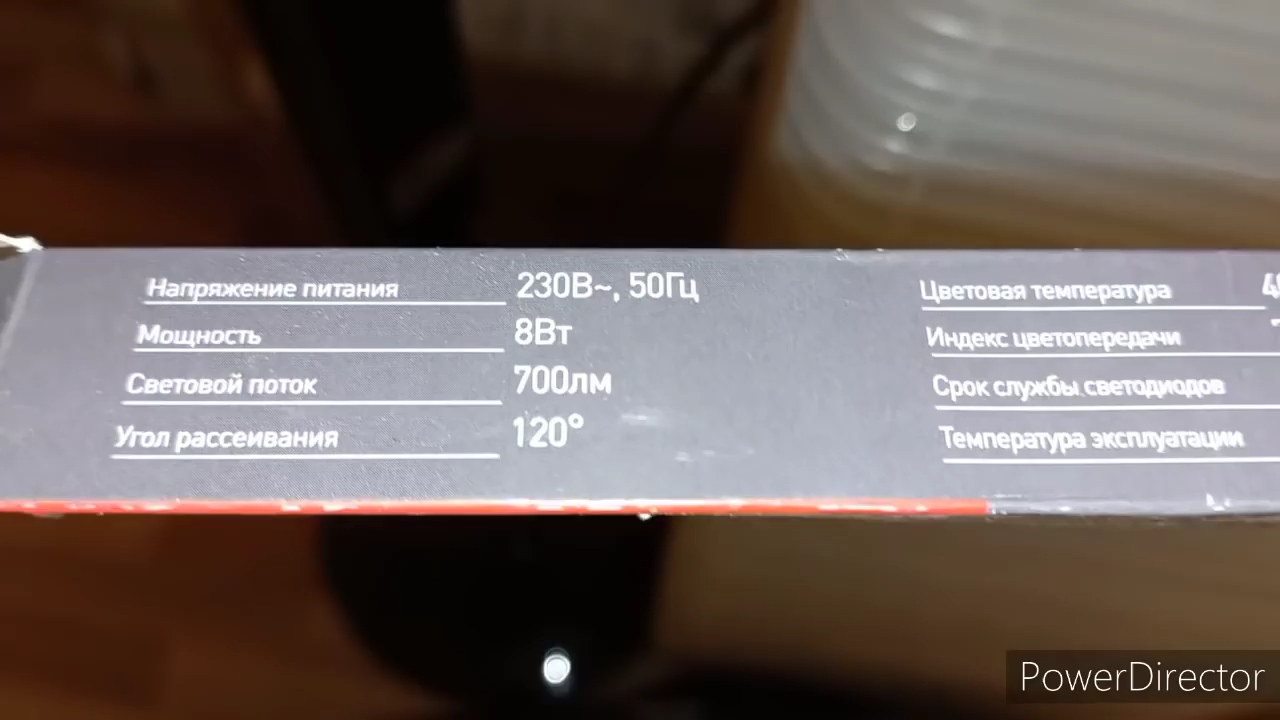 Напряжение питания 230В~, 50Гц
Мощность 8Вт
Световой поток 700лм
Угол рассеивания 120°
Цветовая температура
Индекс цветопередачи
Срок службы светодиодов
Температура эксплуатации
PowerDirector